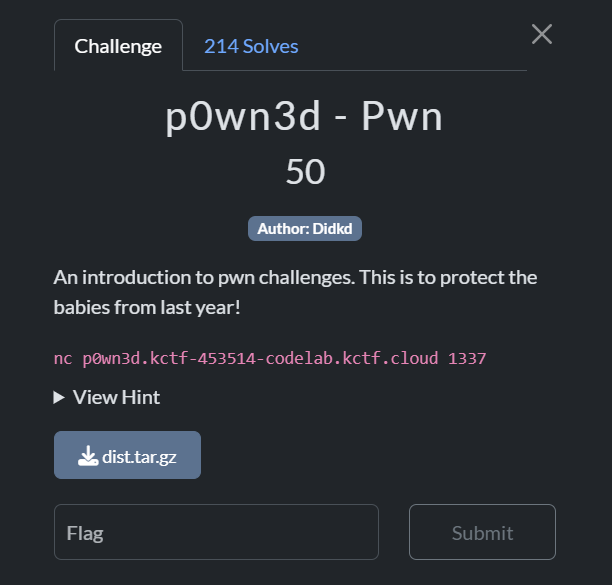 Challenge
214 Solves
p0wn3d - Pwn
50
Author: Didkd
An introduction to pwn challenges. This is to protect the
babies from last year!
nc p0wn3d.kctf-453514-codelab.kctf.cloud 1337
View Hint
dist.tar.gz
Flag
Submit